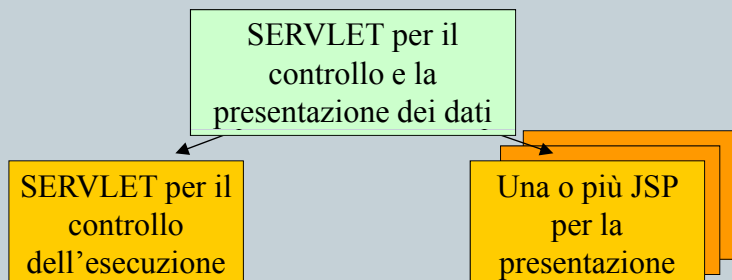 SERVLET per il
controllo e la
presentazione dei dati
SERVLET per il
controllo
dell'esecuzione
Una o più JSP
per la
presentazione